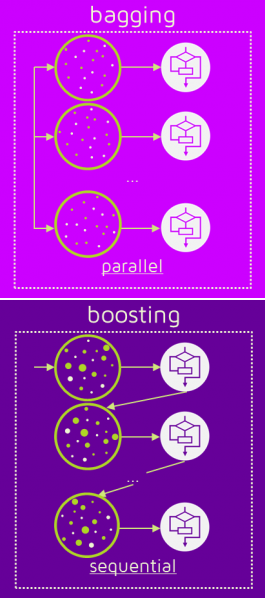 bagging
...
parallel
boosting
...
sequential